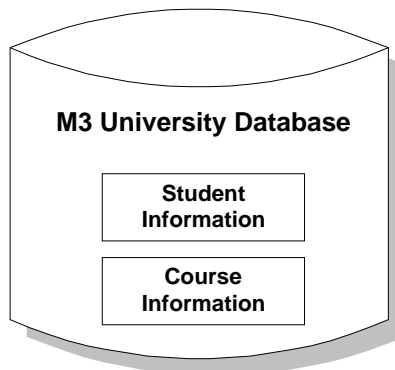 M3 University Database
Student
Information
Course
Information